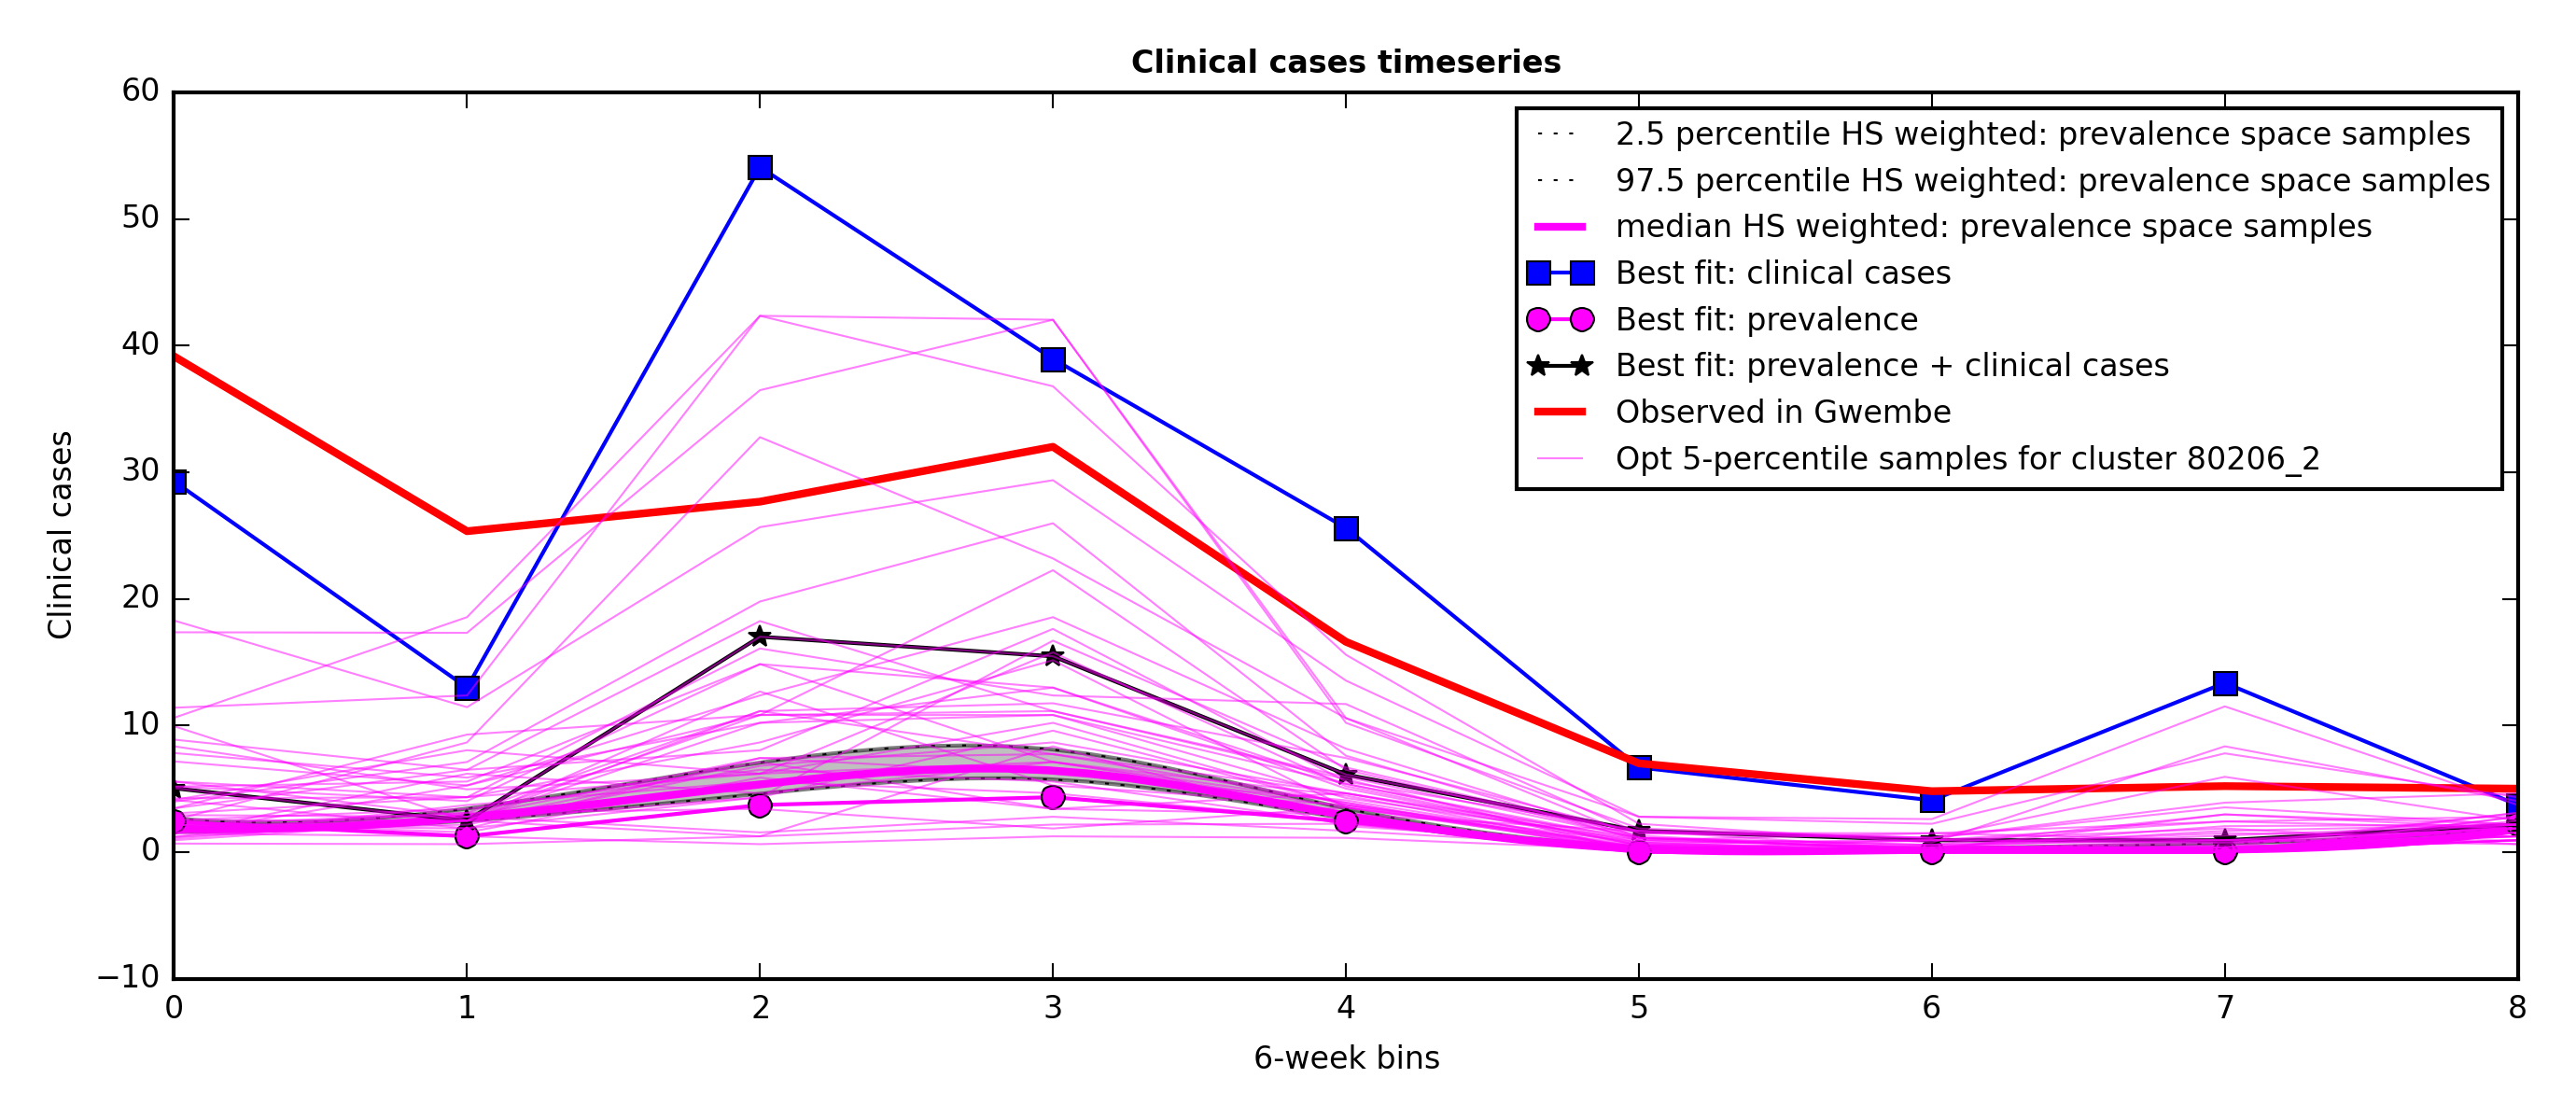 Clinical cases timeseries
60
50
40
30
20
10
0
−10
Clinical cases
2.5 percentile HS weighted: prevalence space samples
97.5 percentile HS weighted: prevalence space samples
median HS weighted: prevalence space samples
Best fit: clinical cases
Best fit: prevalence
Best fit: prevalence + clinical cases
Observed in Gwembe
Opt 5-percentile samples for cluster 80206_2
0 1 2 3 4 5 6 7 8
6-week bins